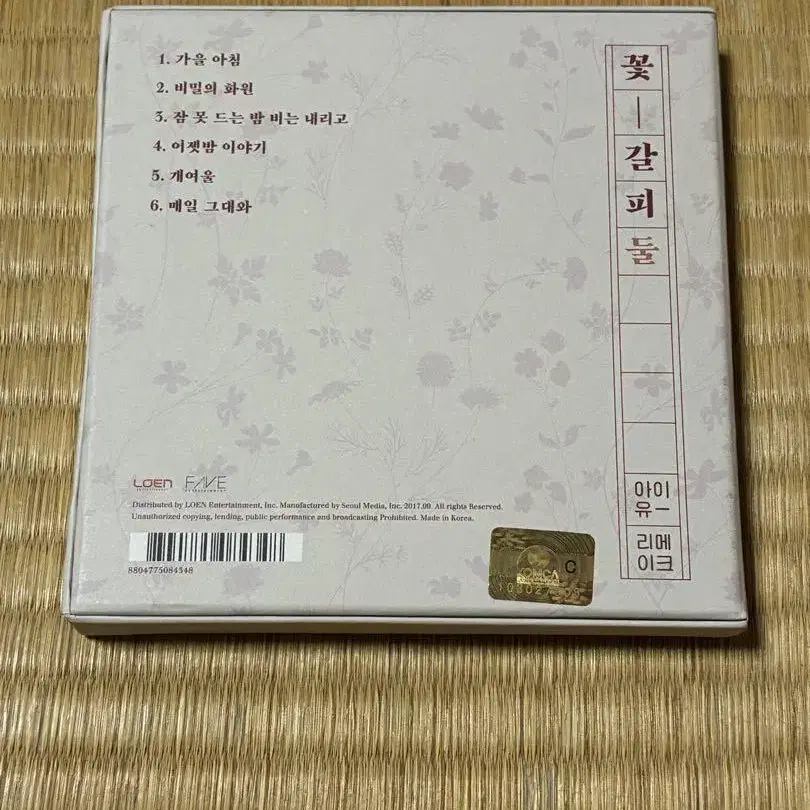 1. 가을 아침
2. 비밀의 화원
3. 잠 못 드는 밤 비는 내리고
4. 어젯밤 이야기
5. 개여울
6. 매일 그대와
꽃
갈
피
둘
아이
유
리메
이크
LOEN
ENTERTAINMENT
FAVE
ENTERTAINMENT
Distributed by LOEN Entertainment, Inc. Manufactured by Seoul Media, Inc. 2017.09. All rights Reserved.
Unauthorized copying, lending, public performance and broadcasting Prohibited. Made in Korea.
8804775084548
KOMCA
C